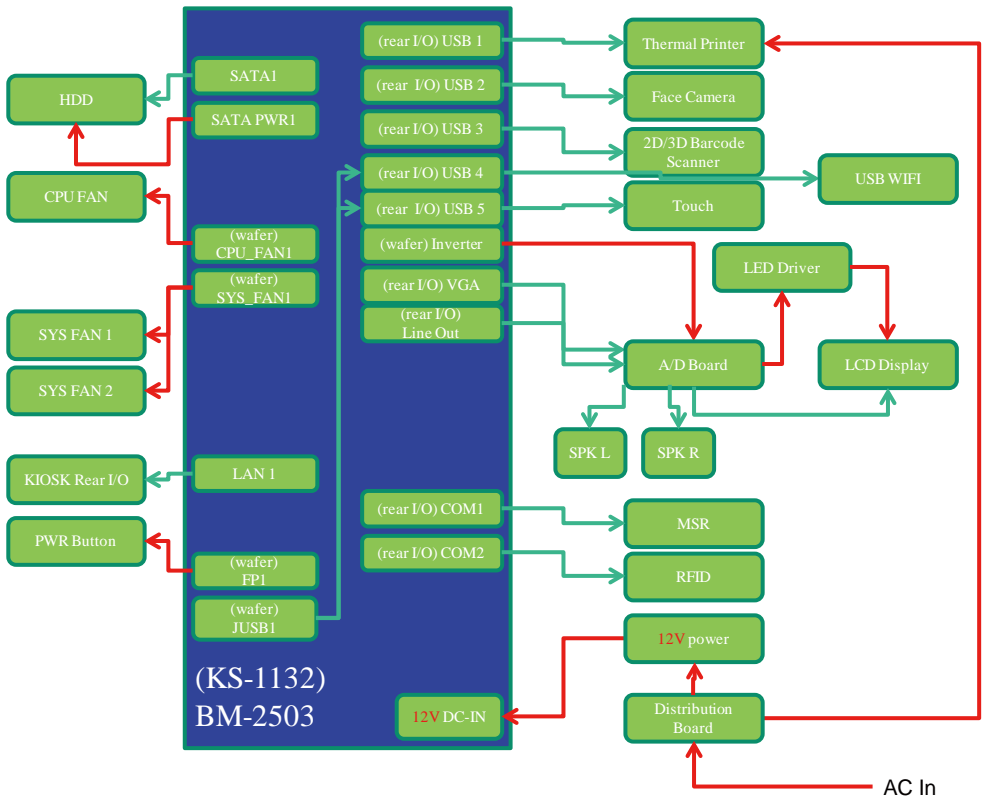 (rear I/O) USB 1
Thermal Printer
SATA1
HDD
(rear I/O) USB 2
Face Camera
SATA PWR1
(rear I/O) USB 3
2D/3D Barcode
Scanner
(rear I/O) USB 4
USB WIFI
CPU FAN
(rear I/O) USB 5
Touch
(wafer)
CPU_FAN1
(wafer) Inverter
LED Driver
(wafer)
SYS_FAN1
(rear I/O) VGA
(rear I/O)
Line Out
SYS FAN 1
A/D Board
LCD Display
SYS FAN 2
SPK L
SPK R
KIOSK Rear I/O
LAN 1
(rear I/O) COM1
MSR
PWR Button
(rear I/O) COM2
(wafer)
FP1
RFID
(wafer)
JUSB1
12V power
(KS-1132)
BM-2503
12V DC-IN
Distribution
Board
AC In